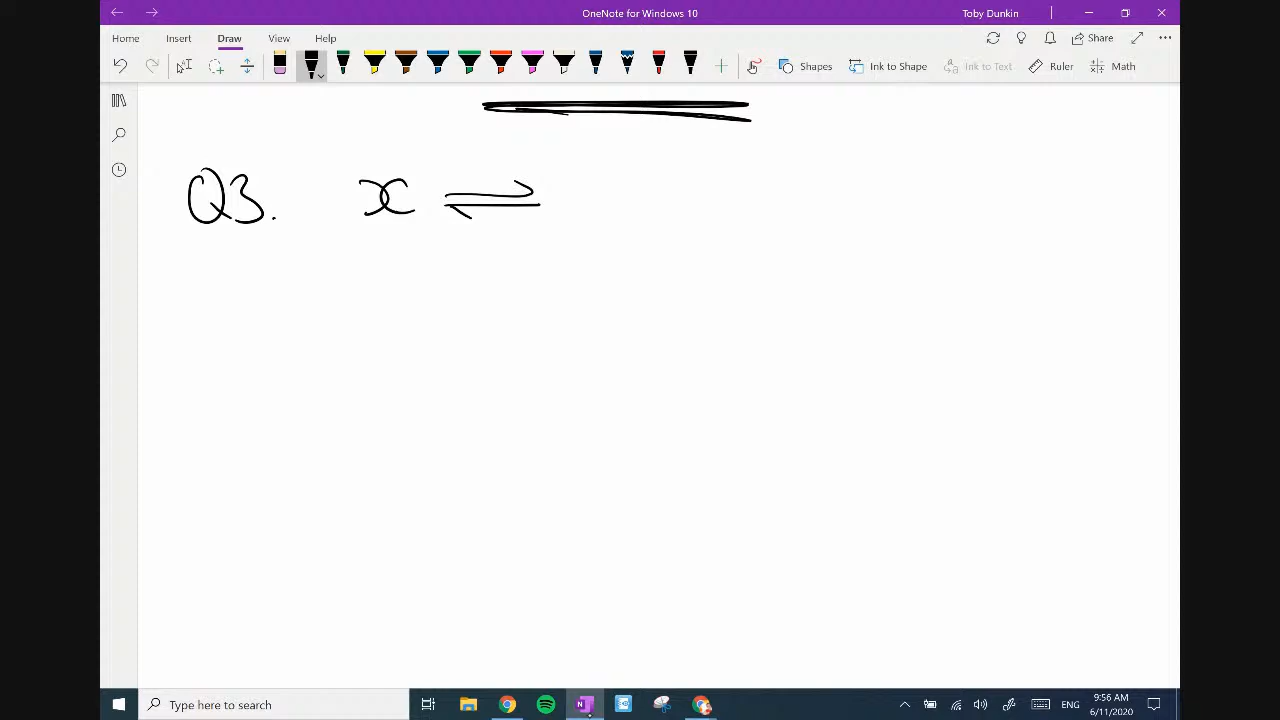 OneNote for Windows 10
Toby Dunkin
Home Insert Draw View Help
Share
Shapes Ink to Shape Ink to Text Ruler Math
Q3. x ⇌
Type here to search
ENG
9:56 AM
6/11/2020